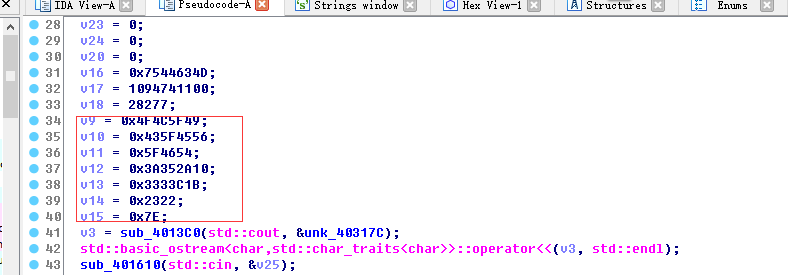 IDA View-A Pseudocode-A 's' Strings window Hex View-1 A Structures Enums
28 v23 = 0;
29 v24 = 0;
30 v20 = 0;
31 v16 = 0x7544634D;
32 v17 = 1094741100;
33 v18 = 28277;
34 v9 = 0x4F4C5F49;
35 v10 = 0x435F4556;
36 v11 = 0x5F4654;
37 v12 = 0x3A352A10;
38 v13 = 0x3333C1B;
39 v14 = 0x2322;
40 v15 = 0x7E;
41 v3 = sub_4013C0(std::cout, &unk_40317C);
42 std::basic_ostream<char,std::char_traits<char>>::operator<<(v3, std::endl);
43 sub_401610(std::cin, &v25);